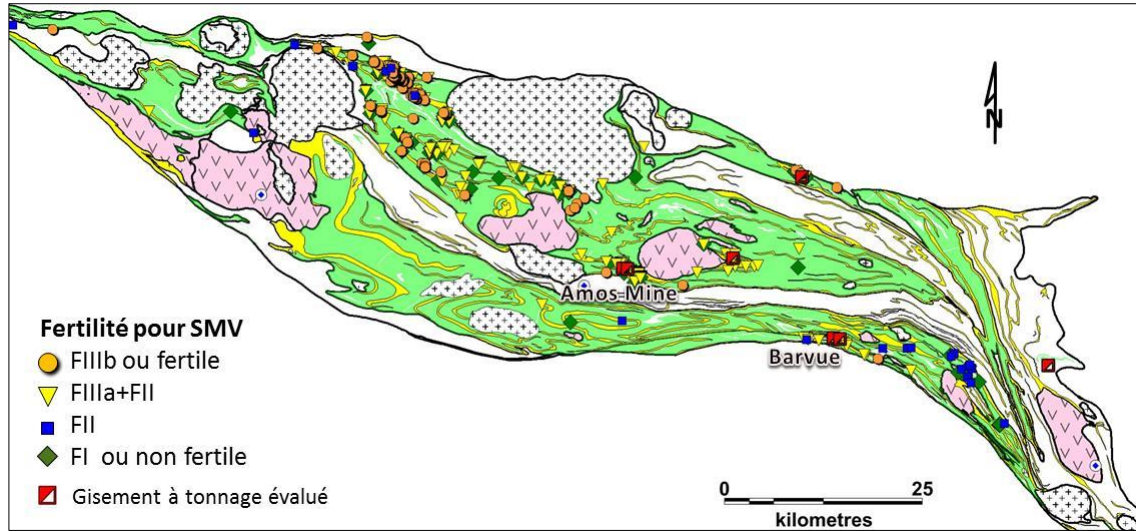 N
Amos-Mine
Barvue
Fertilité pour SMV
FIIIb ou fertile
FIIIa+FII
FII
FI ou non fertile
Gisement à tonnage évalué
0 25
kilometres